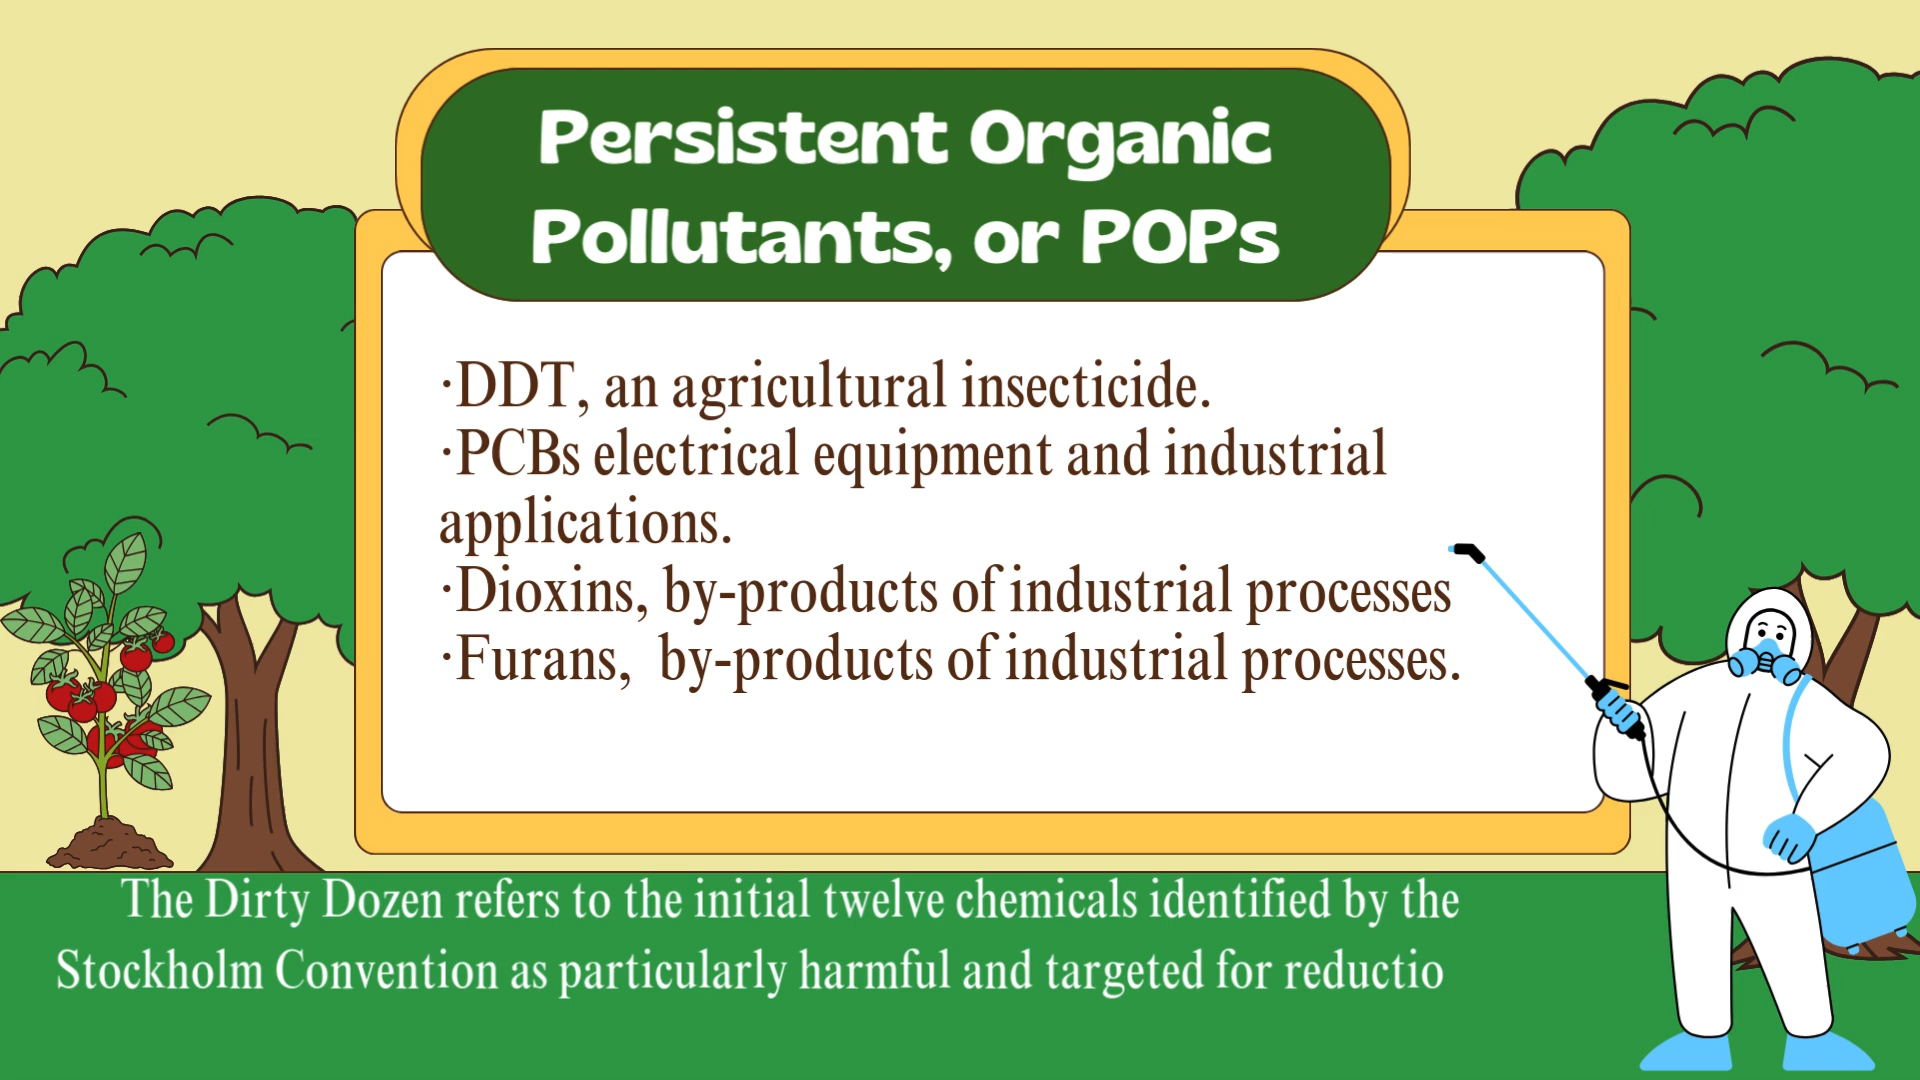 Persistent Organic
Pollutants, or POPs
·DDT, an agricultural insecticide.
·PCBs electrical equipment and industrial
applications.
·Dioxins, by-products of industrial processes
·Furans,  by-products of industrial processes.
The Dirty Dozen refers to the initial twelve chemicals identified by the
Stockholm Convention as particularly harmful and targeted for reductio